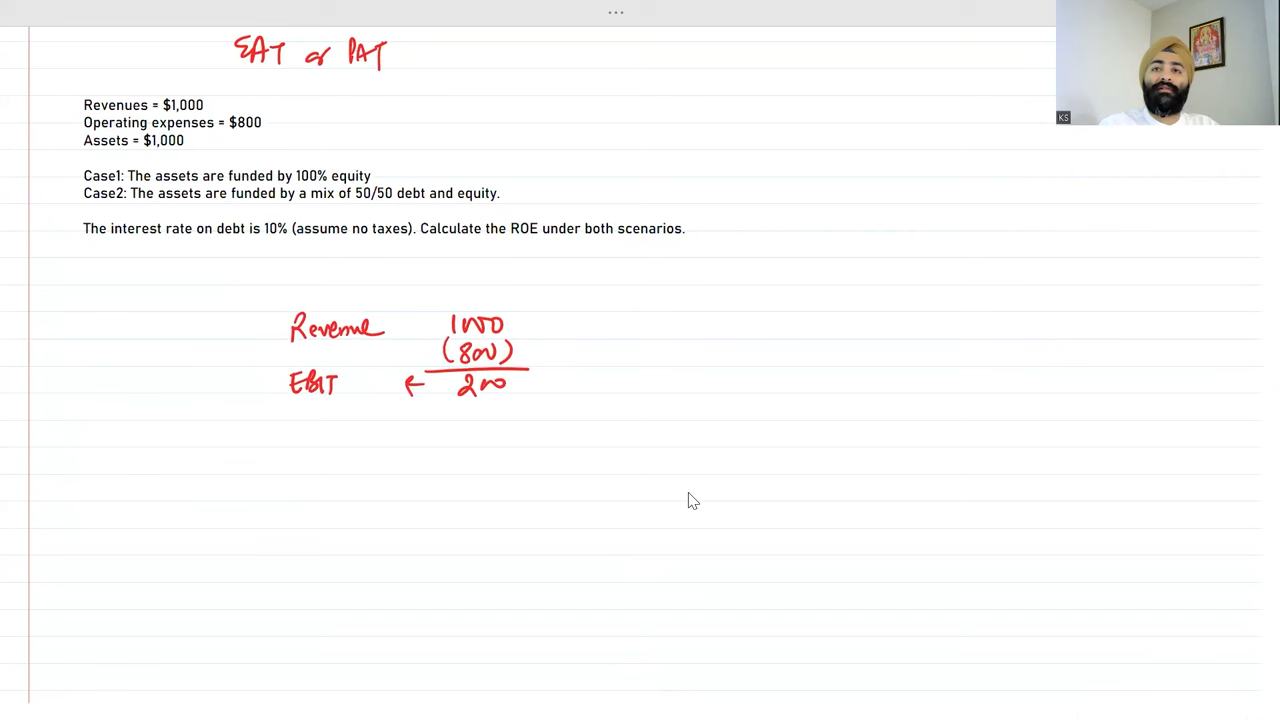 EAT or PAT
Revenues = $1,000
Operating expenses = $800
Assets = $1,000
Case1: The assets are funded by 100% equity
Case2: The assets are funded by a mix of 50/50 debt and equity.
The interest rate on debt is 10% (assume no taxes). Calculate the ROE under both scenarios.
Revenue 1000
(800)
EBIT ← 200
KS